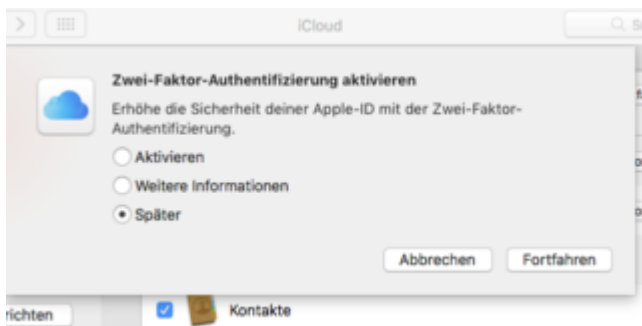 iCloud
Zwei-Faktor-Authentifizierung aktivieren
Erhöhe die Sicherheit deiner Apple-ID mit der Zwei-Faktor-
Authentifizierung.
Aktivieren
Weitere Informationen
Später
Abbrechen
Fortfahren
Kontakte